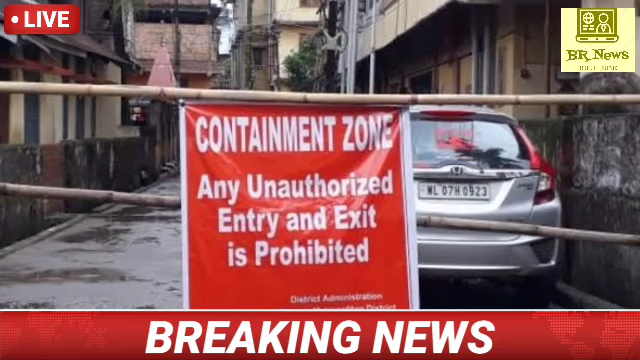 LIVE
BR News
CONTAINMENT ZONE
Any Unauthorized
Entry and Exit
is Prohibited
District Administration
District
ML 07H 0923
BREAKING NEWS